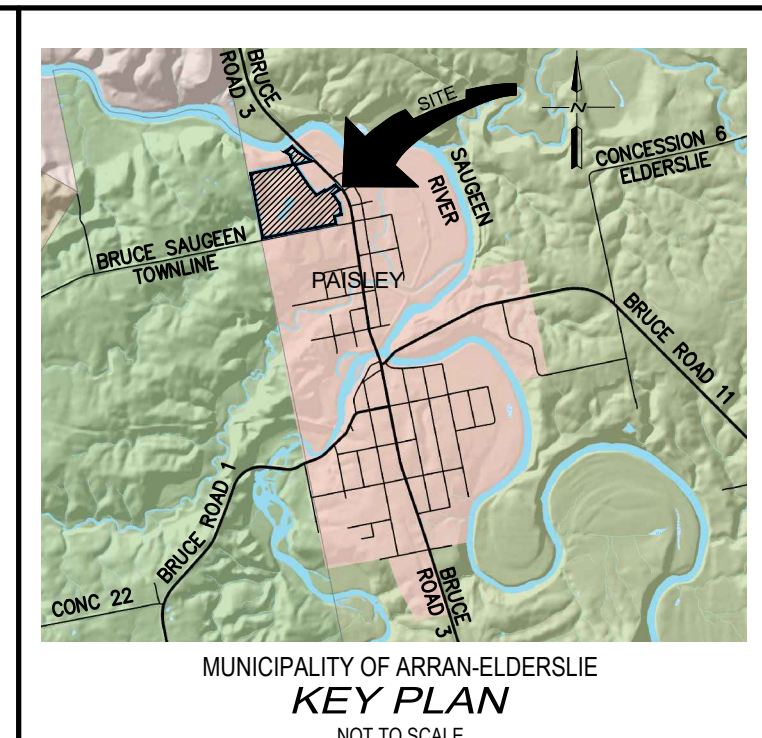 BRUCE
ROAD 3
SITE
N
CONCESSION 6
ELDERSLIE
SAUGEEN
RIVER
BRUCE SAUGEEN
TOWNLINE
PAISLEY
BRUCE ROAD 11
BRUCE ROAD 1
CONC 22
BRUCE
ROAD 3
MUNICIPALITY OF ARRAN-ELDERSLIE
KEY PLAN
NOT TO SCALE